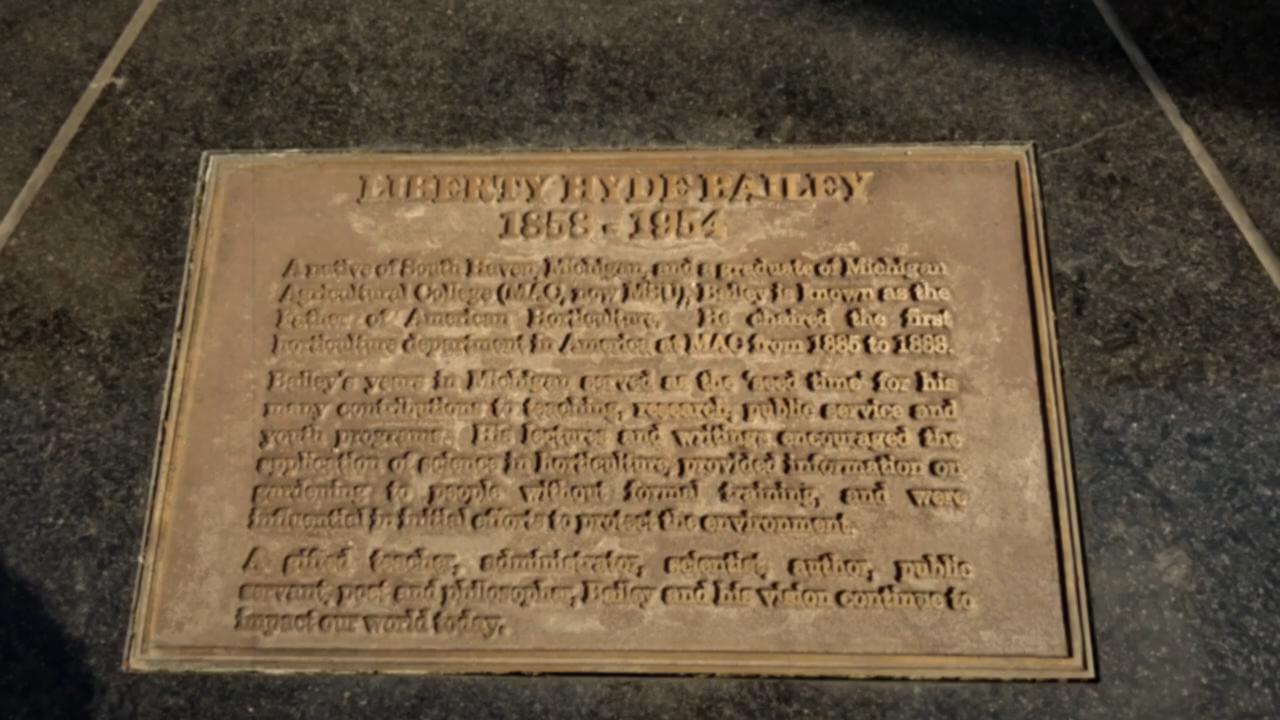 LIBERTY HYDE BAILEY
1858 - 1954
A native of South Haven, Michigan, and a graduate of Michigan
Agricultural College (MAC, now MSU), Bailey is known as the
Father of American Horticulture. He chaired the first
horticulture department in America at MAC from 1885 to 1888.
Bailey's years in Michigan served as the 'seed time' for his
many contributions to teaching, research, public service and
youth programs. His lectures and writings encouraged the
application of science in horticulture, provided information on
gardening to people without formal training, and were
influential in initial efforts to protect the environment.
A gifted teacher, administrator, scientist, author, public
servant, poet and philosopher, Bailey and his vision continue to
impact our world today.